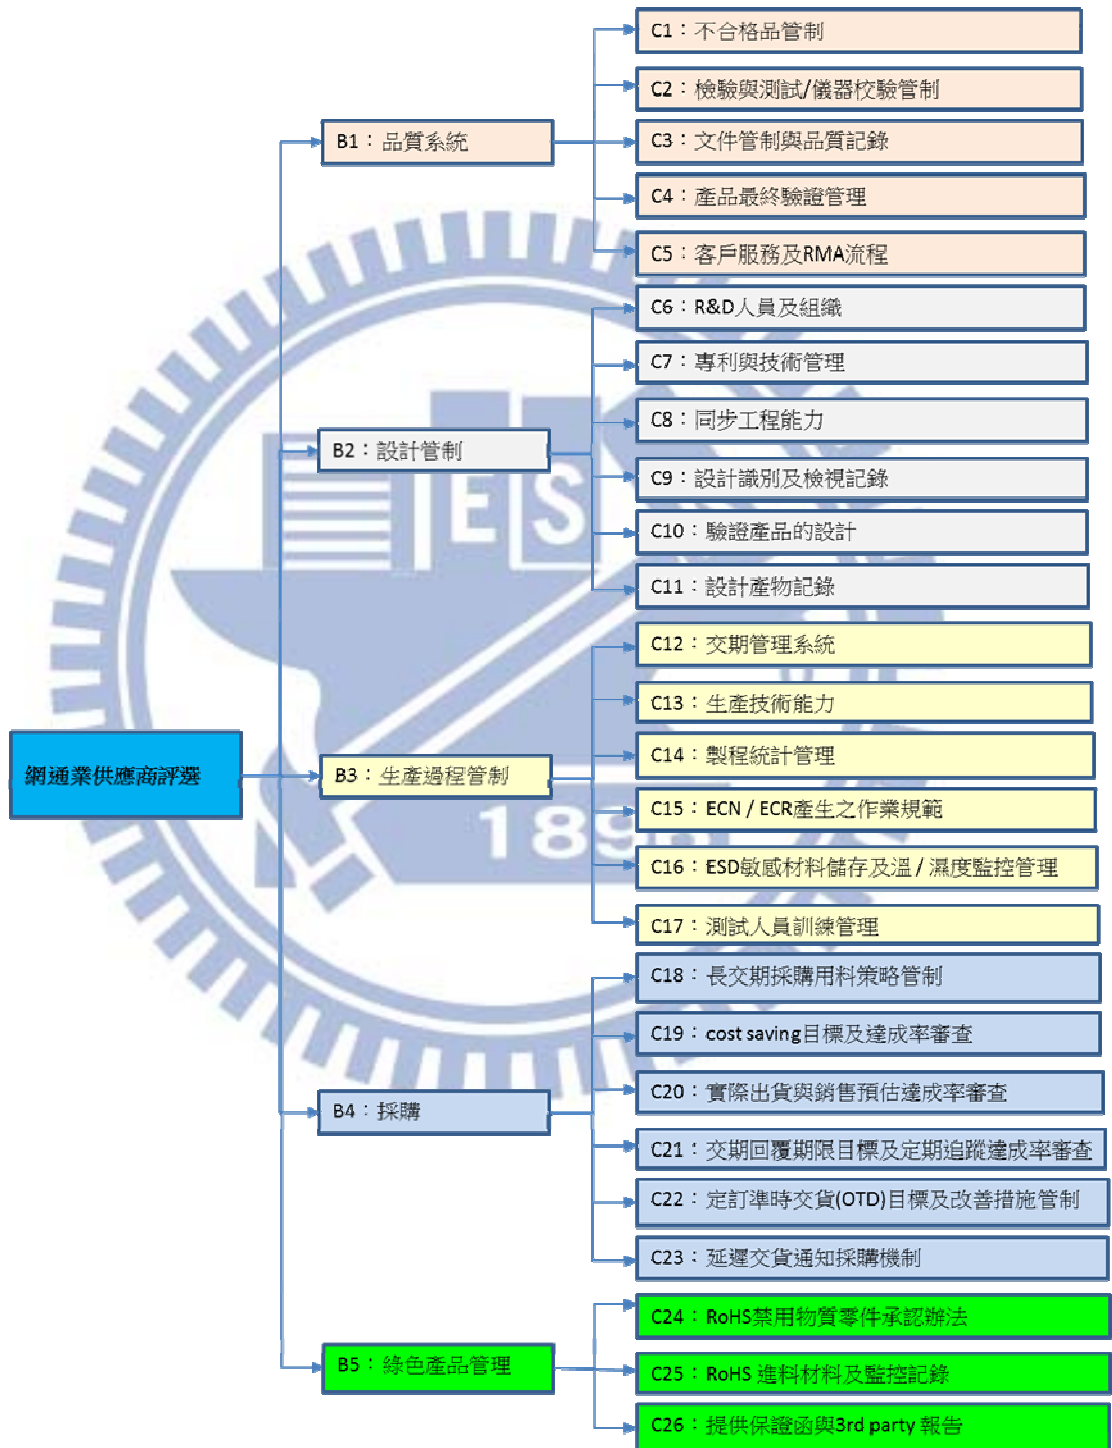 C1：不合格品管制
C2：檢驗與測試/儀器校驗管制
B1：品質系統
C3：文件管制與品質記錄
C4：產品最終驗證管理
C5：客戶服務及RMA流程
C6：R&D人員及組織
C7：專利與技術管理
C8：同步工程能力
B2：設計管制
C9：設計識別及檢視記錄
ES
C10：驗證產品的設計
C11：設計產物記錄
C12：交期管理系統
C13：生產技術能力
C14：製程統計管理
網通業供應商評選
B3：生產過程管制
C15：ECN / ECR產生之作業規範
1896
C16：ESD敏感材料儲存及溫 / 濕度監控管理
C17：測試人員訓練管理
C18：長交期採購用料策略管制
C19：cost saving目標及達成率審查
C20：實際出貨與銷售預估達成率審查
B4：採購
C21：交期回覆期限目標及定期追蹤達成率審查
C22：定訂準時交貨(OTD)目標及改善措施管制
C23：延遲交貨通知採購機制
C24：RoHS禁用物質零件承認辦法
B5：綠色產品管理
C25：RoHS 進料材料及監控記錄
C26：提供保證函與3rd party 報告